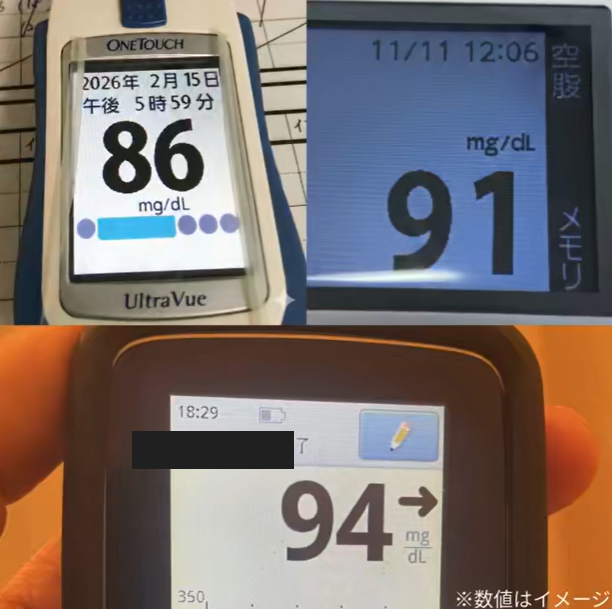 ONETOUCH
2026年 2月 15日
午後 5時59分
86
mg/dL
UltraVue
11/11 12:06
空腹
mg/dL
91
メモリ
18:29
了
94→
mg
dL
350
※数値はイメージ